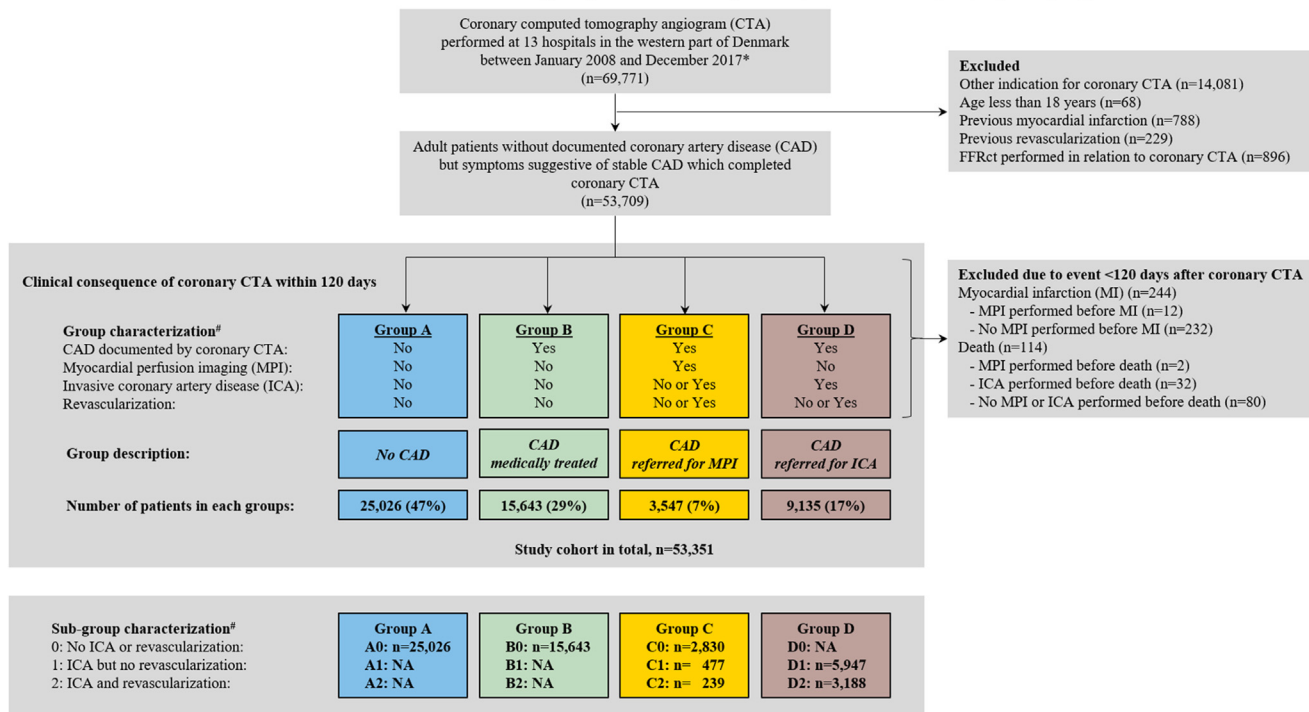 Coronary computed tomography angiogram (CTA)
performed at 13 hospitals in the western part of Denmark
between January 2008 and December 2017*
(n=69,771)
Excluded
Other indication for coronary CTA (n=14,081)
Age less than 18 years (n=68)
Previous myocardial infarction (n=788)
Previous revascularization (n=229)
FFRct performed in relation to coronary CTA (n=896)
Adult patients without documented coronary artery disease (CAD)
but symptoms suggestive of stable CAD which completed
coronary CTA
(n=53,709)
Clinical consequence of coronary CTA within 120 days
Group characterization# Group A Group B Group C Group D
CAD documented by coronary CTA: No Yes Yes Yes
Myocardial perfusion imaging (MPI): No No Yes No
Invasive coronary artery disease (ICA): No No No or Yes Yes
Revascularization: No No No or Yes No or Yes
Group description: No CAD CAD medically treated CAD referred for MPI CAD referred for ICA
Number of patients in each groups: 25,026 (47%) 15,643 (29%) 3,547 (7%) 9,135 (17%)
Study cohort in total, n=53,351
Excluded due to event <120 days after coronary CTA
Myocardial infarction (MI) (n=244)
- MPI performed before MI (n=12)
- No MPI performed before MI (n=232)
Death (n=114)
- MPI performed before death (n=2)
- ICA performed before death (n=32)
- No MPI or ICA performed before death (n=80)
Sub-group characterization# Group A Group B Group C Group D
0: No ICA or revascularization: A0: n=25,026 B0: n=15,643 C0: n=2,830 D0: NA
1: ICA but no revascularization: A1: NA B1: NA C1: n= 477 D1: n=5,947
2: ICA and revascularization: A2: NA B2: NA C2: n= 239 D2: n=3,188